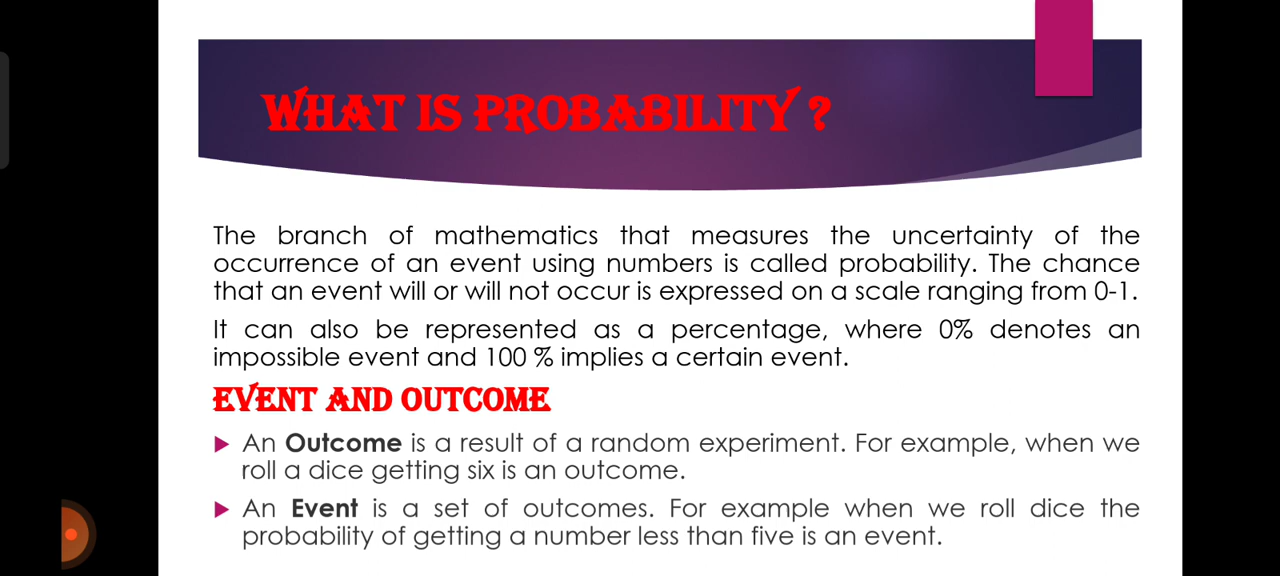 WHAT IS PROBABILITY ?
The branch of mathematics that measures the uncertainty of the
occurrence of an event using numbers is called probability. The chance
that an event will or will not occur is expressed on a scale ranging from 0-1.
It can also be represented as a percentage, where 0% denotes an
impossible event and 100 % implies a certain event.
EVENT AND OUTCOME
An Outcome is a result of a random experiment. For example, when we
roll a dice getting six is an outcome.
An Event is a set of outcomes. For example when we roll dice the
probability of getting a number less than five is an event.